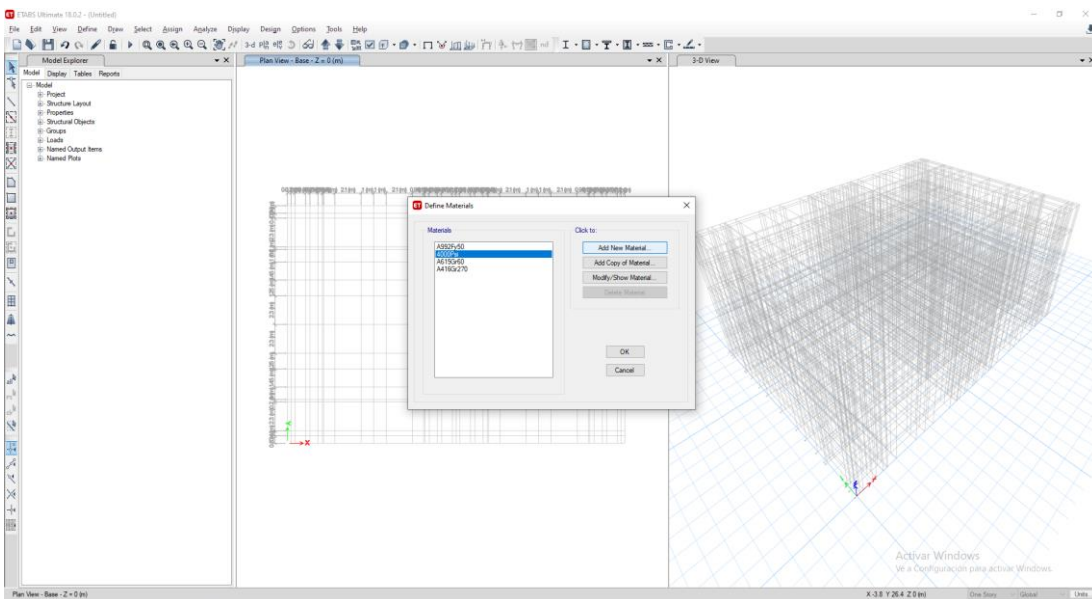 ETABS Ultimate 18.0.2 - (Untitled)
File Edit View Define Draw Select Assign Analyze Display Design Options Tools Help
Model Explorer
Plan View - Base - Z = 0 (m)
3-D View
Model Display Tables Reports
Model
Project
Structure Layout
Properties
Structural Objects
Groups
Loads
Named Output Items
Named Plots
Define Materials
Materials
Click to:
A992Fy50
4000Psi
A615Gr60
A416Gr270
Add New Material...
Add Copy of Material...
Modify/Show Material...
Delete Material
OK
Cancel
X
Activar Windows
Ve a Configuración para activar Windows.
Plan View - Base - Z = 0 (m)
X -3.8 Y 26.4 Z 0 (m)
One Story
Global
Units...